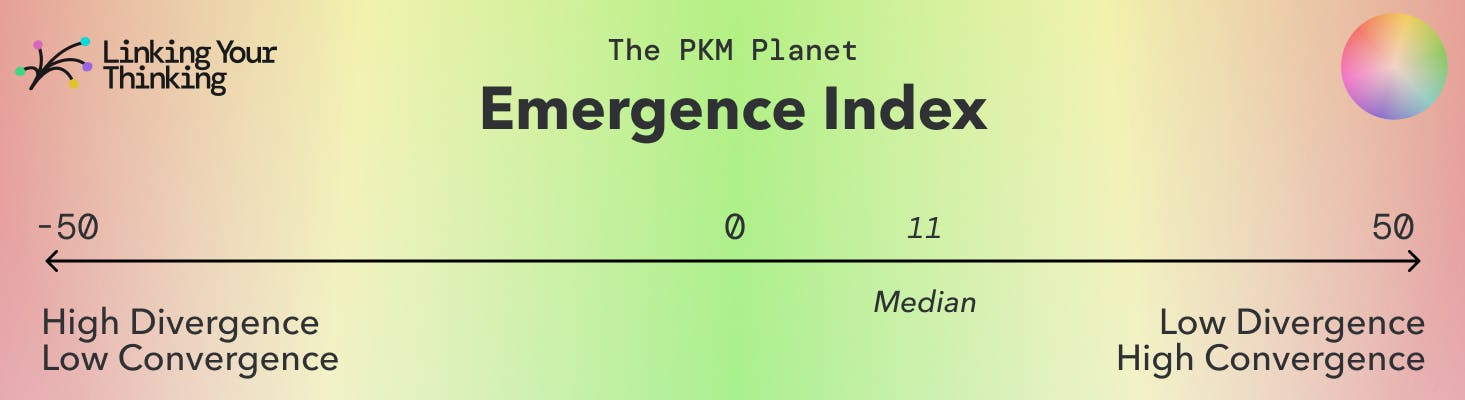 Linking Your
Thinking
The PKM Planet
Emergence Index
-50
0
11
50
Median
High Divergence
Low Convergence
Low Divergence
High Convergence